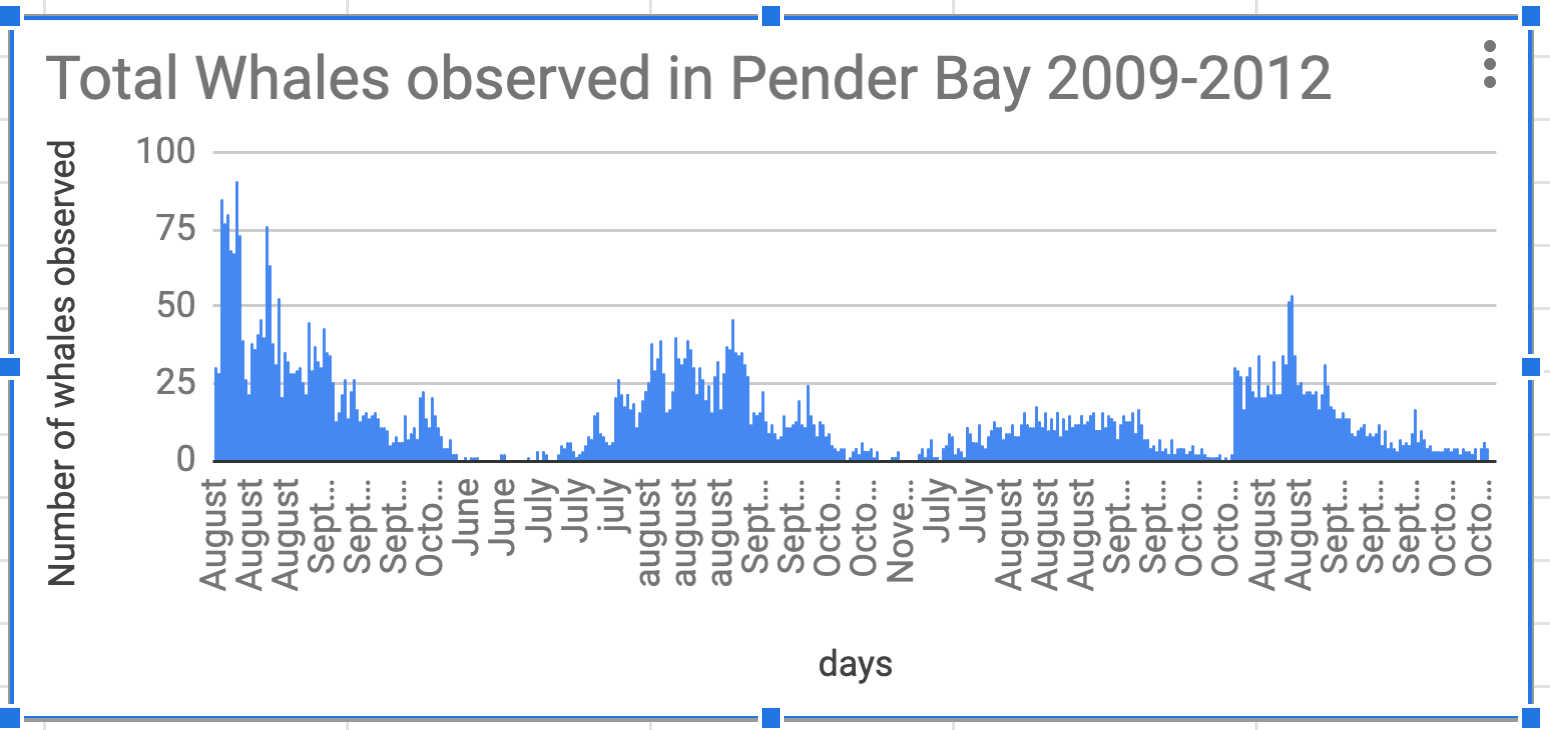 Total Whales observed in Pender Bay 2009-2012
Number of whales observed
100
75
50
25
0
August
August
August
Sept...
Sept...
Sept...
Octo...
June
June
July
July
july
august
august
august
Sept...
Sept...
Octo...
Octo...
Nove...
July
July
August
August
August
Sept...
Sept...
Octo...
Octo...
August
August
Sept...
Sept...
Sept...
Octo...
Octo...
days